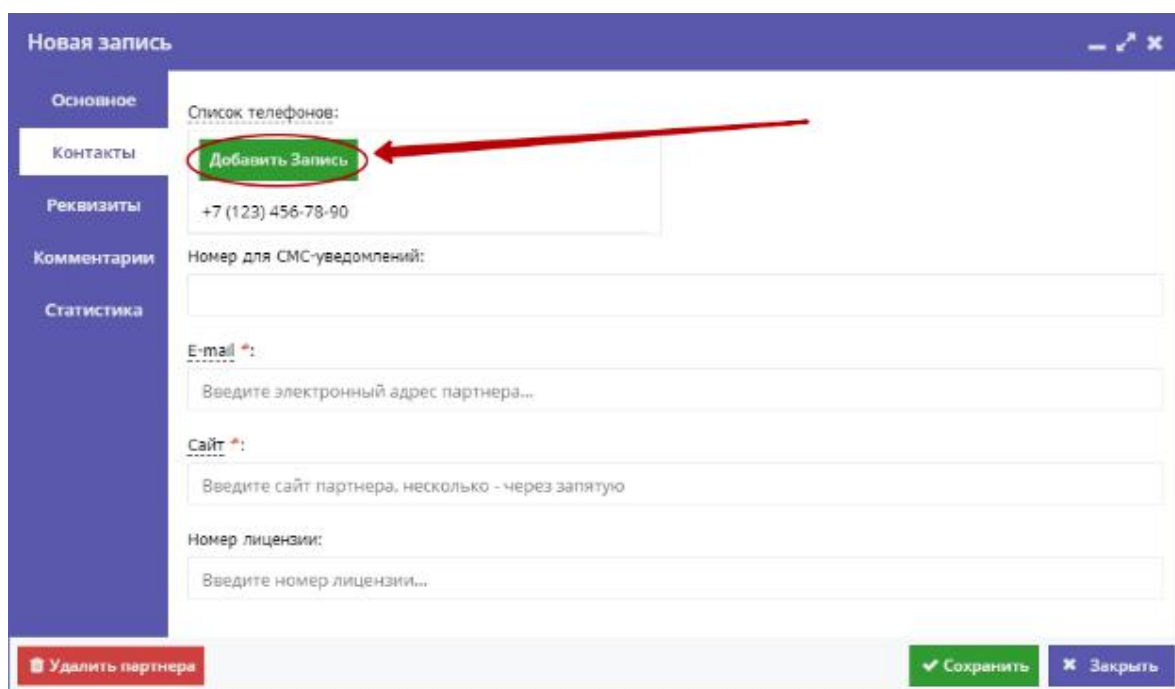 Новая запись
Основное
Контакты
Реквизиты
Комментарии
Статистика
Список телефонов:
Добавить Запись
+7 (123) 456-78-90
Номер для СМС-уведомлений:
E-mail *:
Введите электронный адрес партнера...
Сайт *:
Введите сайт партнера, несколько - через запятую
Номер лицензии:
Введите номер лицензии...
Удалить партнера
Сохранить
Закрыть